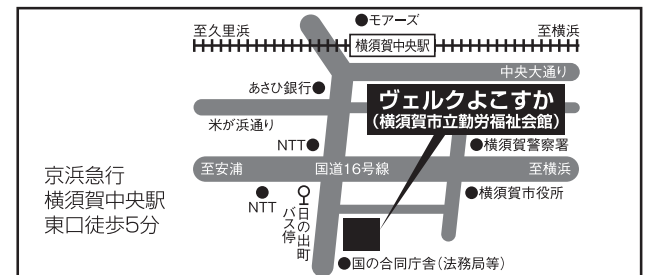 ●モアーズ
至久里浜
横須賀中央駅
至横浜
中央大通り
あさひ銀行●
ヴェルクよこすか
(横須賀市立勤労福祉会館)
米が浜通り
NTT●
●横須賀警察署
至安浦
国道16号線
至横浜
京浜急行
横須賀中央駅
東口徒歩5分
●
NTT
日の出町
バス停
●横須賀市役所
●国の合同庁舎(法務局等)